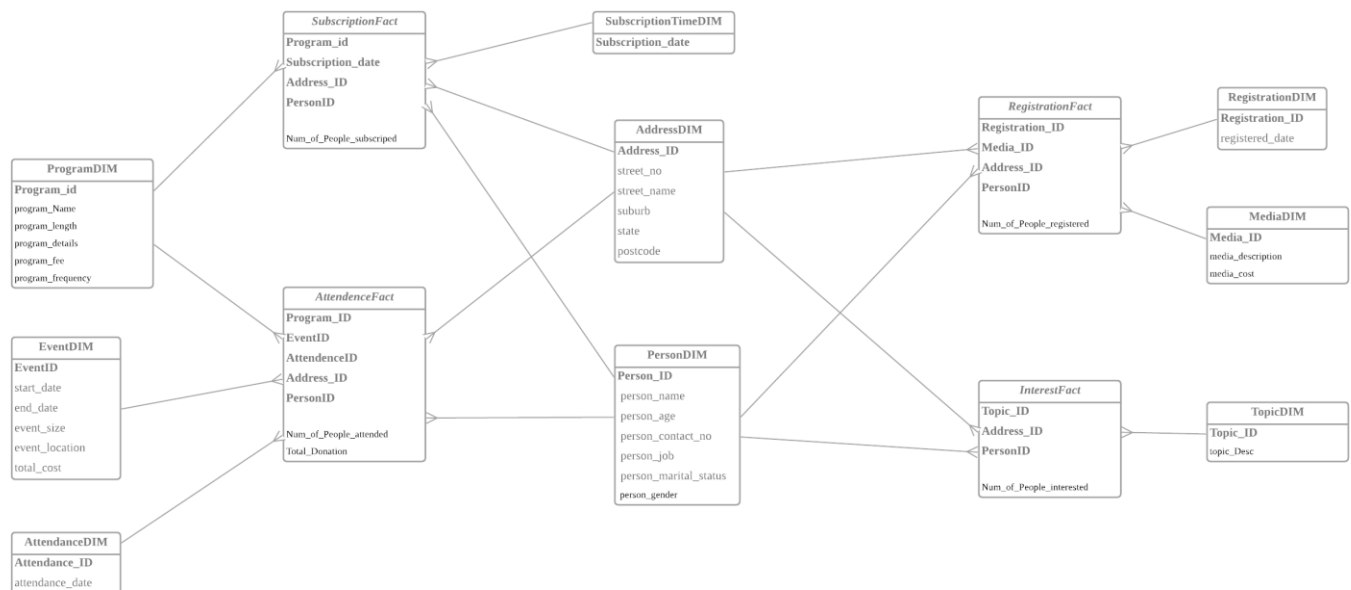 SubscriptionFact
Program_id
Subscription_date
Address_ID
PersonID
Num_of_People_subscriped
SubscriptionTimeDIM
Subscription_date
ProgramDIM
Program_id
program_Name
program_length
program_details
program_fee
program_frequency
AddressDIM
Address_ID
street_no
street_name
suburb
state
postcode
RegistrationFact
Registration_ID
Media_ID
Address_ID
PersonID
Num_of_People_registered
RegistrationDIM
Registration_ID
registered_date
MediaDIM
Media_ID
media_description
media_cost
AttendenceFact
Program_ID
EventID
AttendenceID
Address_ID
PersonID
Num_of_People_attended
Total_Donation
EventDIM
EventID
start_date
end_date
event_size
event_location
total_cost
PersonDIM
Person_ID
person_name
person_age
person_contact_no
person_job
person_marital_status
person_gender
InterestFact
Topic_ID
Address_ID
PersonID
Num_of_People_interested
TopicDIM
Topic_ID
topic_Desc
AttendanceDIM
Attendance_ID
attendance_date